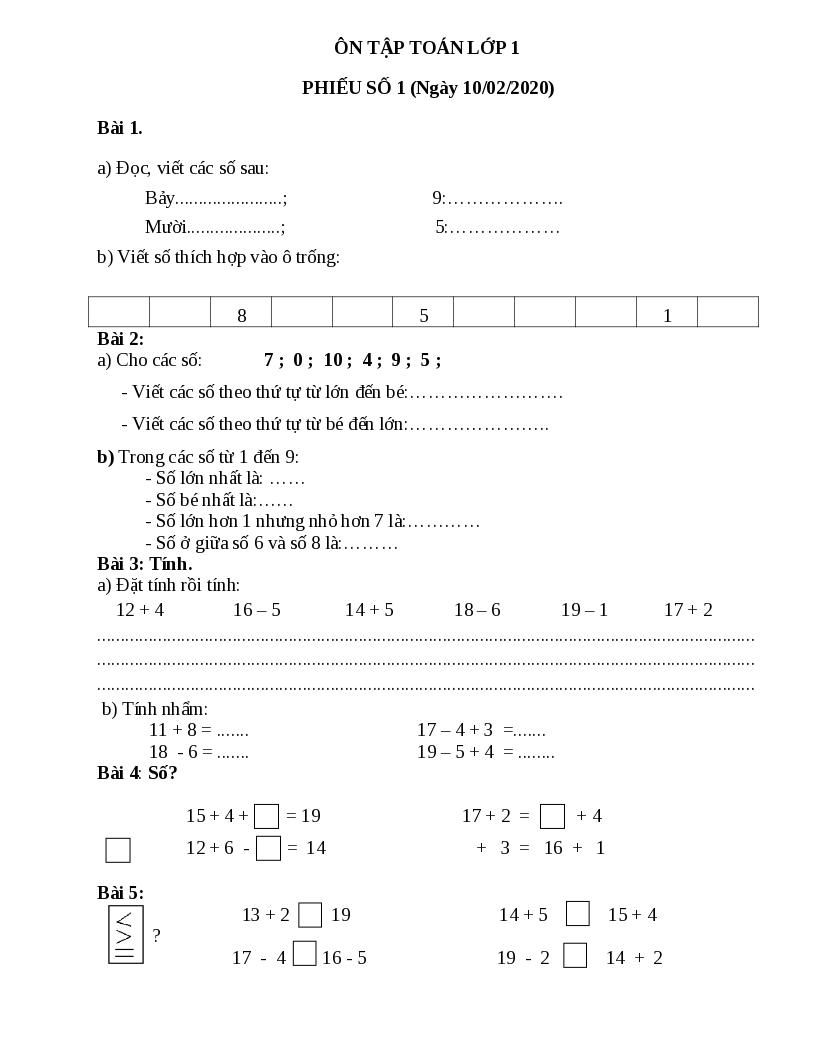 ÔN TẬP TOÁN LỚP 1
PHIẾU SỐ 1 (Ngày 10/02/2020)
Bài 1.
a) Đọc, viết các số sau:
Bảy.......................; 9:……………….
Mười....................; 5:………………
b) Viết số thích hợp vào ô trống:
8 5 1
Bài 2:
a) Cho các số: 7 ; 0 ; 10 ; 4 ; 9 ; 5 ;
- Viết các số theo thứ tự từ lớn đến bé:…………………….
- Viết các số theo thứ tự từ bé đến lớn:…………………..
b) Trong các số từ 1 đến 9:
- Số lớn nhất là: ……
- Số bé nhất là:……
- Số lớn hơn 1 nhưng nhỏ hơn 7 là:…………
- Số ở giữa số 6 và số 8 là:………
Bài 3: Tính.
a) Đặt tính rồi tính:
12 + 4 16 – 5 14 + 5 18 – 6 19 – 1 17 + 2
……………………………………………………………………………………………
……………………………………………………………………………………………
……………………………………………………………………………………………
b) Tính nhẩm:
11 + 8 = ....... 17 – 4 + 3 =.......
18 - 6 = ....... 19 – 5 + 4 = ........
Bài 4: Số?
15 + 4 + □ = 19 17 + 2 = □ + 4
□ 12 + 6 - □ = 14 + 3 = 16 + 1
Bài 5:
13 + 2 □ 19 14 + 5 □ 15 + 4
<
>
=
?
17 - 4 □ 16 - 5 19 - 2 □ 14 + 2